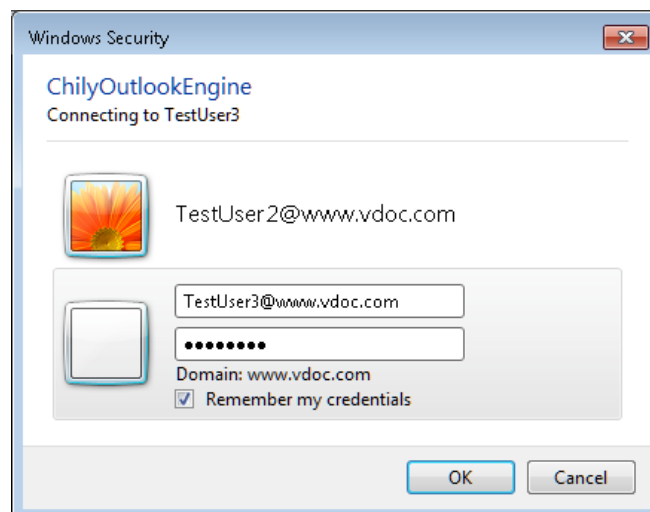 Windows Security
ChilyOutlookEngine
Connecting to TestUser3
TestUser2@www.vdoc.com
TestUser3@www.vdoc.com
●●●●●●●●
Domain: www.vdoc.com
Remember my credentials
OK
Cancel